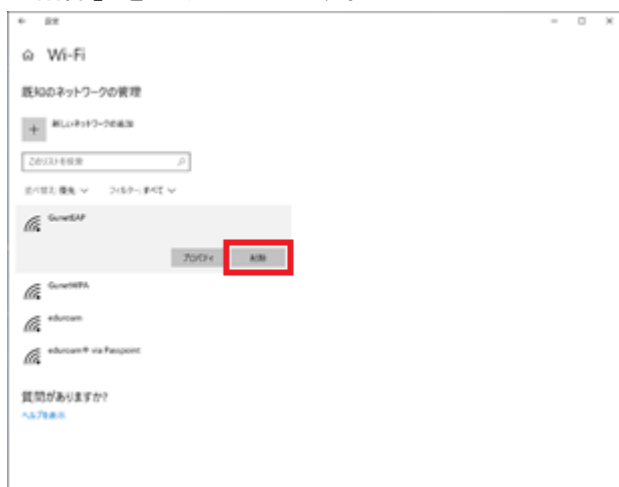 設定
Wi-Fi
既知のネットワークの管理
新しいネットワークの追加
このリストを検索
並べ替え: 優先
フィルター: すべて
GunetEAP
プロパティ
削除
GunetWPA
eduroam
eduroam® via Passpoint
質問がありますか?
ヘルプを表示